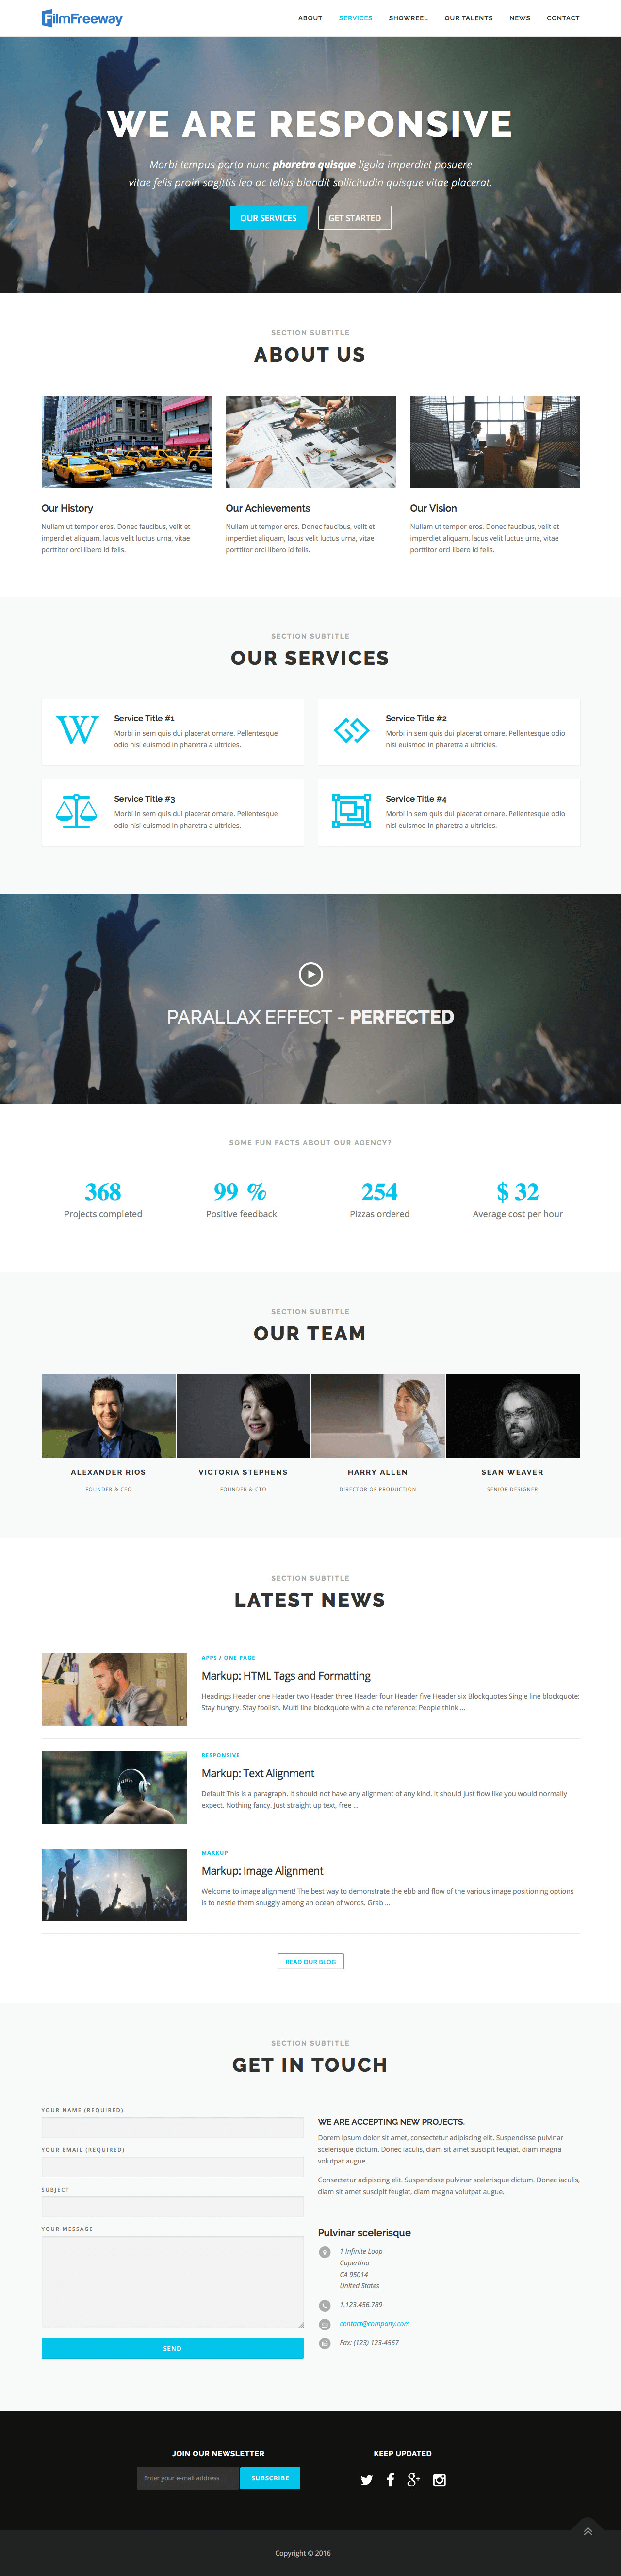 FilmFreeway
ABOUT SERVICES SHOWREEL OUR TALENTS NEWS CONTACT
WE ARE RESPONSIVE
Morbi tempus porta nunc pharetra quisque ligula imperdiet posuere
vitae felis proin sagittis leo ac tellus blandit sollicitudin quisque vitae placerat.
OUR SERVICES GET STARTED
SECTION SUBTITLE
ABOUT US
Our History
Nullam ut tempor eros. Donec faucibus, velit et
imperdiet aliquam, lacus velit luctus urna, vitae
porttitor orci libero id felis.
Our Achievements
Nullam ut tempor eros. Donec faucibus, velit et
imperdiet aliquam, lacus velit luctus urna, vitae
porttitor orci libero id felis.
Our Vision
Nullam ut tempor eros. Donec faucibus, velit et
imperdiet aliquam, lacus velit luctus urna, vitae
porttitor orci libero id felis.
SECTION SUBTITLE
OUR SERVICES
W
Service Title #1
Morbi in sem quis dui placerat ornare. Pellentesque
odio nisi euismod in pharetra a ultricies.
Service Title #2
Morbi in sem quis dui placerat ornare. Pellentesque
odio nisi euismod in pharetra a ultricies.
Service Title #3
Morbi in sem quis dui placerat ornare. Pellentesque
odio nisi euismod in pharetra a ultricies.
Service Title #4
Morbi in sem quis dui placerat ornare. Pellentesque
odio nisi euismod in pharetra a ultricies.
PARALLAX EFFECT - PERFECTED
SOME FUN FACTS ABOUT OUR AGENCY?
368
Projects completed
99 %
Positive feedback
254
Pizzas ordered
$ 32
Average cost per hour
SECTION SUBTITLE
OUR TEAM
ALEXANDER RIOS
FOUNDER & CEO
VICTORIA STEPHENS
FOUNDER & CTO
HARRY ALLEN
DIRECTOR OF PRODUCTION
SEAN WEAVER
SENIOR DESIGNER
SECTION SUBTITLE
LATEST NEWS
APPS / ONE PAGE
Markup: HTML Tags and Formatting
Headings Header one Header two Header three Header four Header five Header six Blockquotes Single line blockquote:
Stay hungry. Stay foolish. Multi line blockquote with a cite reference: People think ...
RESPONSIVE
Markup: Text Alignment
Default This is a paragraph. It should not have any alignment of any kind. It should just flow like you would normally
expect. Nothing fancy. Just straight up text, free ...
MARKUP
Markup: Image Alignment
Welcome to image alignment! The best way to demonstrate the ebb and flow of the various image positioning options
is to nestle them snuggly among an ocean of words. Grab ...
READ OUR BLOG
SECTION SUBTITLE
GET IN TOUCH
YOUR NAME (REQUIRED)
YOUR EMAIL (REQUIRED)
SUBJECT
YOUR MESSAGE
SEND
WE ARE ACCEPTING NEW PROJECTS.
Dorem ipsum dolor sit amet, consectetur adipiscing elit. Suspendisse pulvinar
scelerisque dictum. Donec iaculis, diam sit amet suscipit feugiat, diam magna
volutpat augue.
Consectetur adipiscing elit. Suspendisse pulvinar scelerisque dictum. Donec iaculis,
diam sit amet suscipit feugiat, diam magna volutpat augue.
Pulvinar scelerisque
1 Infinite Loop
Cupertino
CA 95014
United States
1.123.456.789
contact@company.com
Fax: (123) 123-4567
JOIN OUR NEWSLETTER
Enter your e-mail address SUBSCRIBE
KEEP UPDATED
Copyright © 2016